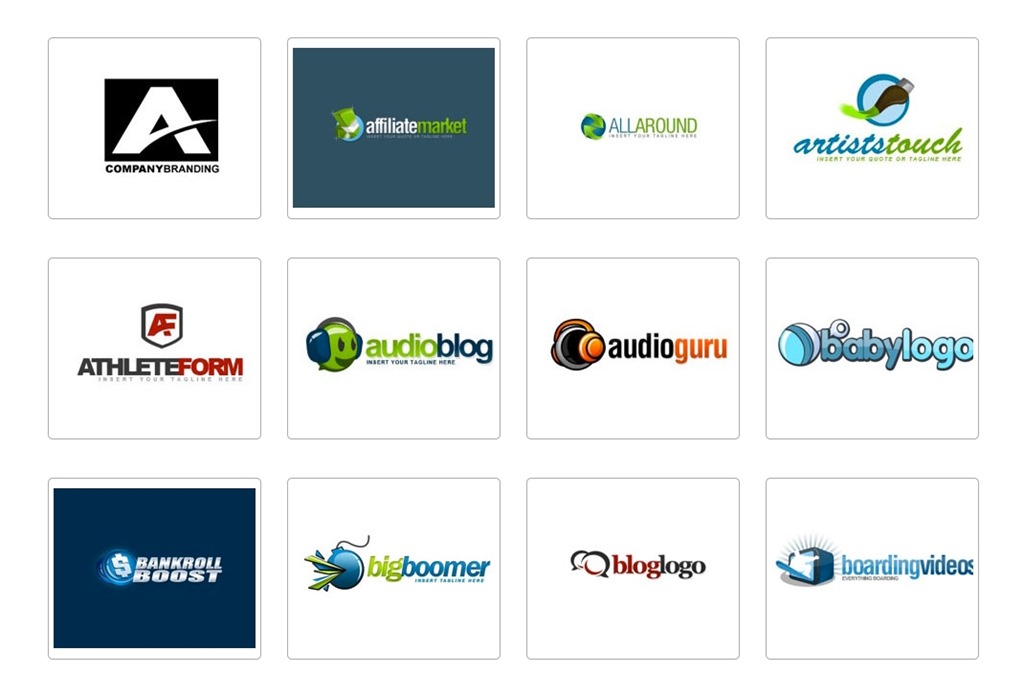 A
COMPANYBRANDING
affiliatemarket
INSERT YOUR QUOTE OR TAGLINE HERE
ALLAROUND
INSERT YOUR TAGLINE HERE
artiststouch
INSERT YOUR QUOTE OR TAGLINE HERE
AF
ATHLETEFORM
INSERT YOUR TAGLINE HERE
audioblog
INSERT YOUR TAGLINE HERE
audioguru
babylogo
$ BANKROLL
BOOST
bigboomer
INSERT TAGLINE HERE
bloglogo
boardingvideos
EVERYTHING BOARDING